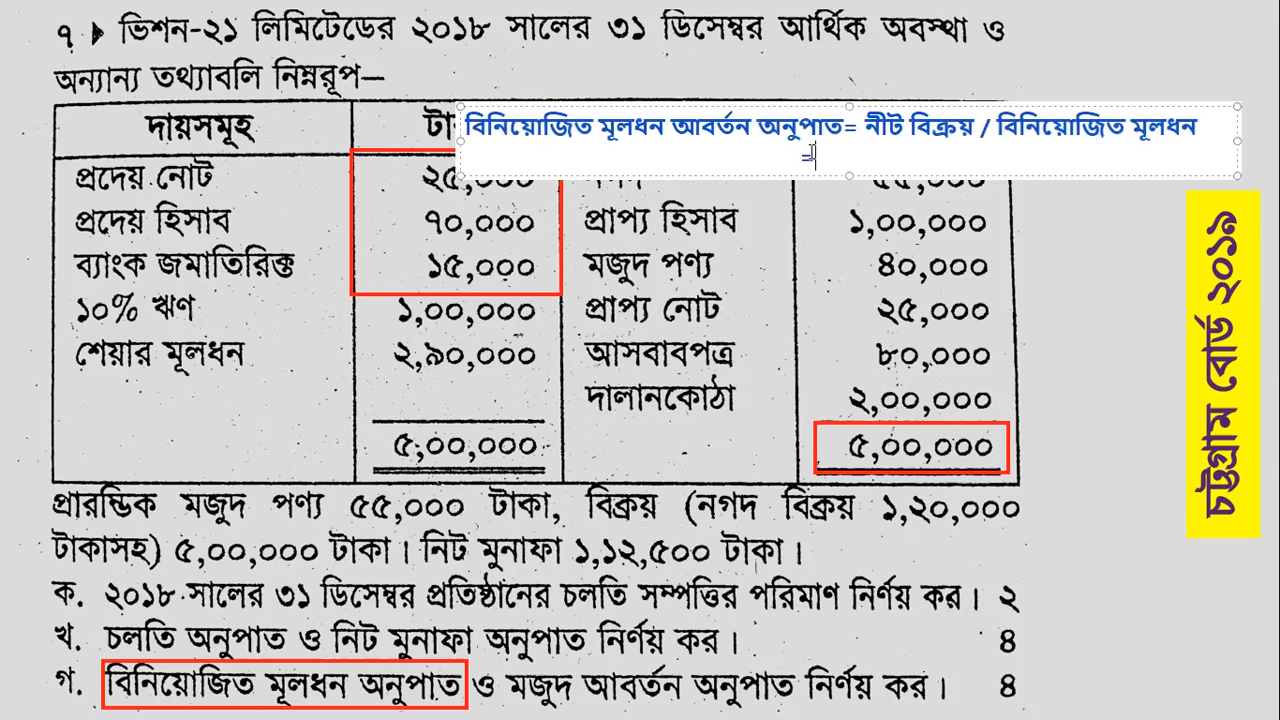 ৭ ▶ ভিশন-২১ লিমিটেডের ২০১৮ সালের ৩১ ডিসেম্বর আর্থিক অবস্থা ও
অন্যান্য তথ্যাবলি নিম্নরূপ—
দায়সমূহ টা
বিনিয়োজিত মূলধন আবর্তন অনুপাত= নীট বিক্রয় / বিনিয়োজিত মূলধন
=
প্রদেয় নোট ২৫,০০০ ৫৫,০০০
প্রদেয় হিসাব ৭০,০০০ প্রাপ্য হিসাব ১,০০,০০০
ব্যাংক জমাতিরিক্ত ১৫,০০০ মজুদ পণ্য ৪০,০০০
১০% ঋণ ১,০০,০০০ প্রাপ্য নোট ২৫,০০০
শেয়ার মূলধন ২,৯০,০০০ আসবাবপত্র ৮০,০০০
দালানকোঠা ২,০০,০০০
৫,০০,০০০ ৫,০০,০০০
প্রারম্ভিক মজুদ পণ্য ৫৫,০০০ টাকা, বিক্রয় (নগদ বিক্রয় ১,২০,০০০
টাকাসহ) ৫,০০,০০০ টাকা। নিট মুনাফা ১,১২,৫০০ টাকা।
ক. ২০১৮ সালের ৩১ ডিসেম্বর প্রতিষ্ঠানের চলতি সম্পত্তির পরিমাণ নির্ণয় কর। ২
খ. চলতি অনুপাত ও নিট মুনাফা অনুপাত নির্ণয় কর। ৪
গ. বিনিয়োজিত মূলধন অনুপাত ও মজুদ আবর্তন অনুপাত নির্ণয় কর। ৪
চট্টগ্রাম বোর্ড ২০১৯